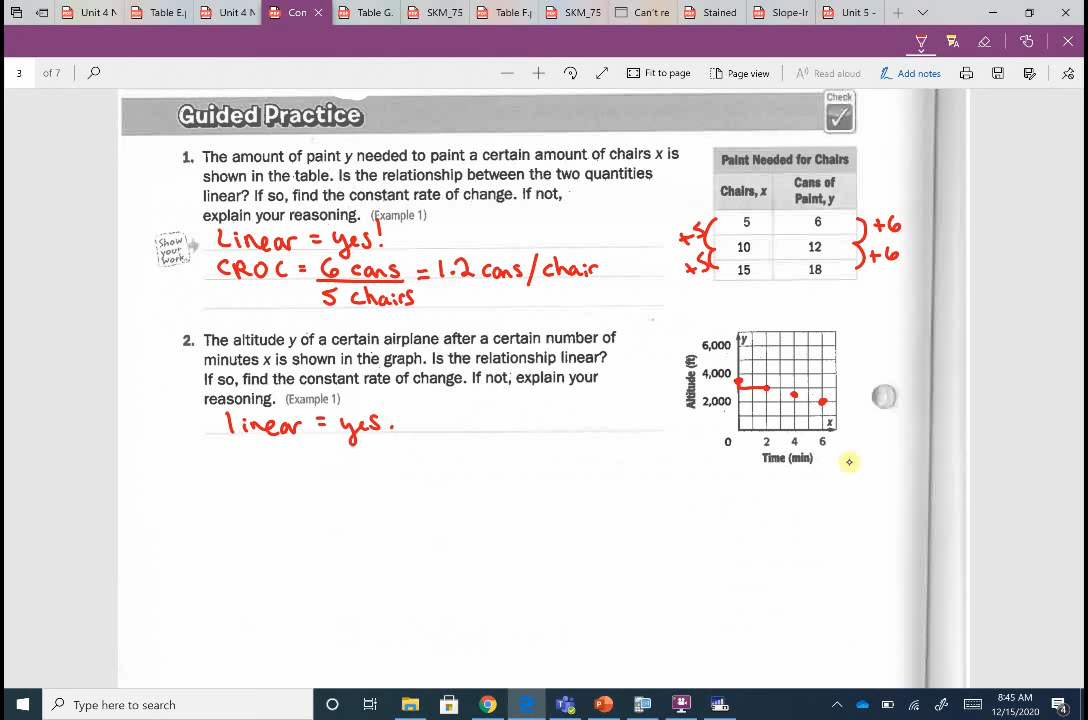 Unit 4 N
Table E.
Unit 4 N
Con
Table G.
SKM_75
Table F.
SKM_75
Can't re
Stained
Slope-Ir
Unit 5 -
3 of 7
Fit to page
Page view
Read aloud
Add notes
Guided Practice
Check
1. The amount of paint y needed to paint a certain amount of chairs x is
shown in the table. Is the relationship between the two quantities
linear? If so, find the constant rate of change. If not,
explain your reasoning. (Example 1)
Show your work.
Linear = yes!
CROC = 6 cans = 1.2 cans/chair
5 chairs
Paint Needed for Chairs
Chairs, x Cans of Paint, y
5 6
10 12
15 18
+5
+5
+6
+6
2. The altitude y of a certain airplane after a certain number of
minutes x is shown in the graph. Is the relationship linear?
If so, find the constant rate of change. If not, explain your
reasoning. (Example 1)
linear = yes.
y
6,000
4,000
2,000
Altitude (ft)
x
0 2 4 6
Time (min)
Type here to search
8:45 AM
12/15/2020
4